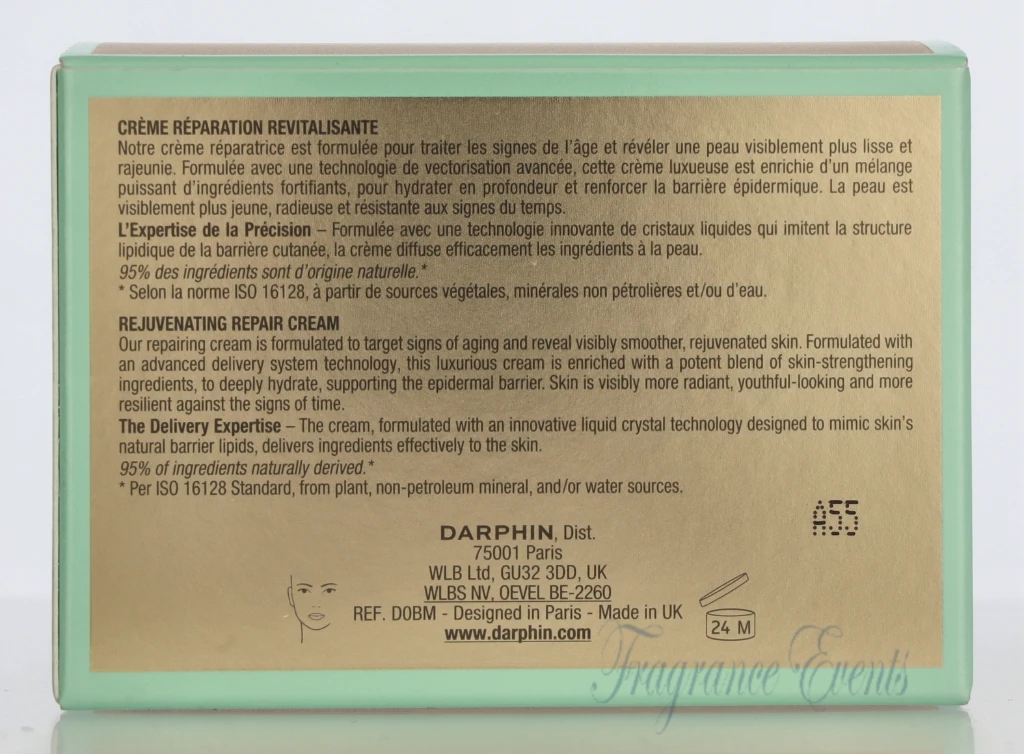 CRÈME RÉPARATION REVITALISANTE
Notre crème réparatrice est formulée pour traiter les signes de l'âge et révéler une peau visiblement plus lisse et
rajeunie. Formulée avec une technologie de vectorisation avancée, cette crème luxueuse est enrichie d'un mélange
puissant d'ingrédients fortifiants, pour hydrater en profondeur et renforcer la barrière épidermique. La peau est
visiblement plus jeune, radieuse et résistante aux signes du temps.
L'Expertise de la Précision – Formulée avec une technologie innovante de cristaux liquides qui imitent la structure
lipidique de la barrière cutanée, la crème diffuse efficacement les ingrédients à la peau.
95% des ingrédients sont d'origine naturelle.*
* Selon la norme ISO 16128, à partir de sources végétales, minérales non pétrolières et/ou d'eau.
REJUVENATING REPAIR CREAM
Our repairing cream is formulated to target signs of aging and reveal visibly smoother, rejuvenated skin. Formulated with
an advanced delivery system technology, this luxurious cream is enriched with a potent blend of skin-strengthening
ingredients, to deeply hydrate, supporting the epidermal barrier. Skin is visibly more radiant, youthful-looking and more
resilient against the signs of time.
The Delivery Expertise – The cream, formulated with an innovative liquid crystal technology designed to mimic skin's
natural barrier lipids, delivers ingredients effectively to the skin.
95% of ingredients naturally derived.*
* Per ISO 16128 Standard, from plant, non-petroleum mineral, and/or water sources.
A55
DARPHIN, Dist.
75001 Paris
WLB Ltd, GU32 3DD, UK
WLBS NV, OEVEL BE-2260
REF. D0BM - Designed in Paris - Made in UK
www.darphin.com
24 M
Fragrance Events